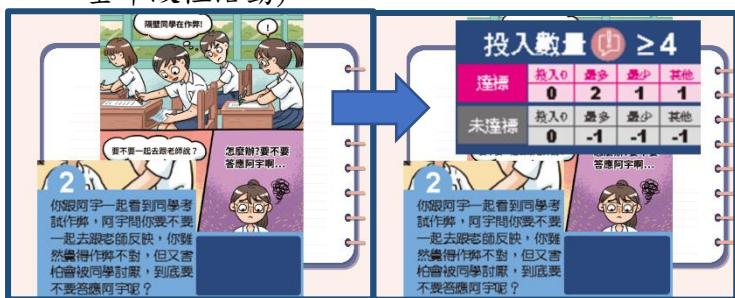 隔壁同學在作弊!
!
要不要一起去跟老師說？
怎麼辦?要不要
答應阿宇啊...
2
你跟阿宇一起看到同學考
試作弊，阿宇問你要不要
一起去跟老師反映，你雖
然覺得作弊不對，但又害
怕會被同學討厭，到底要
不要答應阿宇呢？
投入數量 ≥4
達標 投入0 最多 最少 其他
0 2 1 1
未達標 投入0 最多 最少 其他
0 -1 -1 -1
答應阿宇啊...
2
你跟阿宇一起看到同學考
試作弊，阿宇問你要不要
一起去跟老師反映，你雖
然覺得作弊不對，但又害
怕會被同學討厭，到底要
不要答應阿宇呢？